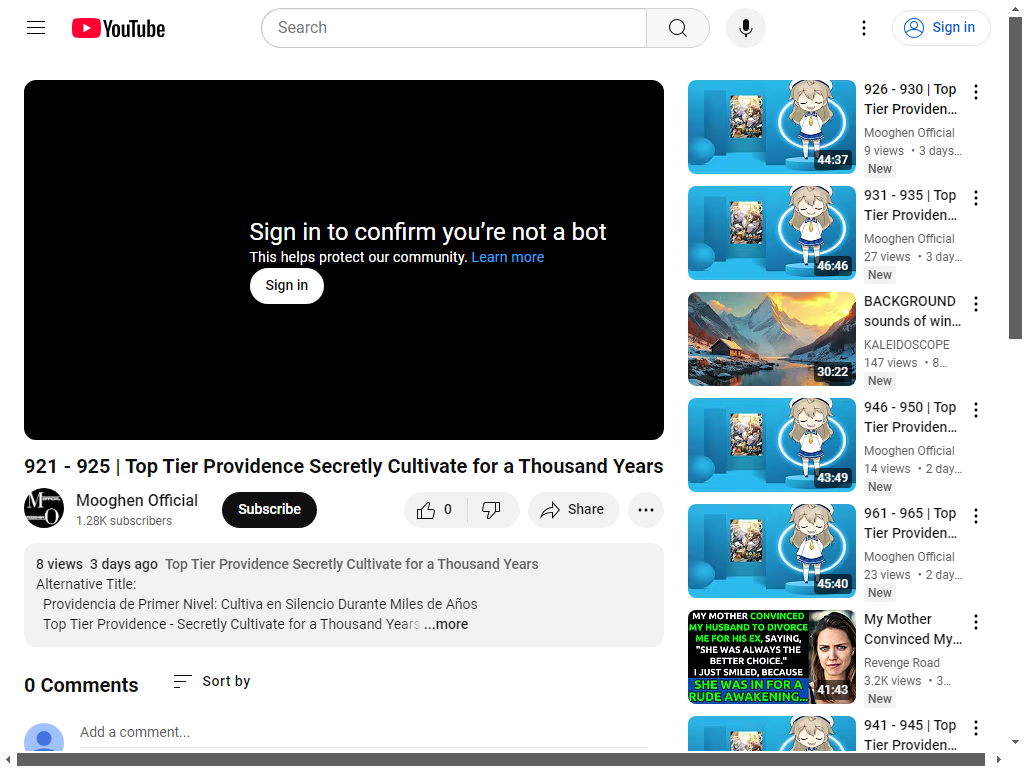 YouTube
Search
Sign in
Sign in to confirm you’re not a bot
This helps protect our community. Learn more
Sign in
921 - 925 | Top Tier Providence Secretly Cultivate for a Thousand Years
Mooghen Official
1.28K subscribers
Subscribe
0
Share
8 views 3 days ago Top Tier Providence Secretly Cultivate for a Thousand Years
Alternative Title:
Providencia de Primer Nivel: Cultiva en Silencio Durante Miles de Años
Top Tier Providence - Secretly Cultivate for a Thousand Years ...more
0 Comments
Sort by
Add a comment...
44:37
926 - 930 | Top
Tier Providen...
Mooghen Official
9 views • 3 days...
New
46:46
931 - 935 | Top
Tier Providen...
Mooghen Official
27 views • 3 day...
New
30:22
BACKGROUND
sounds of win...
KALEIDOSCOPE
147 views • 8...
New
43:49
946 - 950 | Top
Tier Providen...
Mooghen Official
14 views • 2 day...
New
45:40
961 - 965 | Top
Tier Providen...
Mooghen Official
23 views • 2 day...
New
MY MOTHER CONVINCED
MY HUSBAND TO DIVORCE
ME FOR HIS EX, SAYING,
"SHE WAS ALWAYS THE
BETTER CHOICE."
I JUST SMILED, BECAUSE
SHE WAS IN FOR A
RUDE AWAKENING...
41:43
My Mother
Convinced My...
Revenge Road
3.2K views • 3...
New
941 - 945 | Top
Tier Providen...